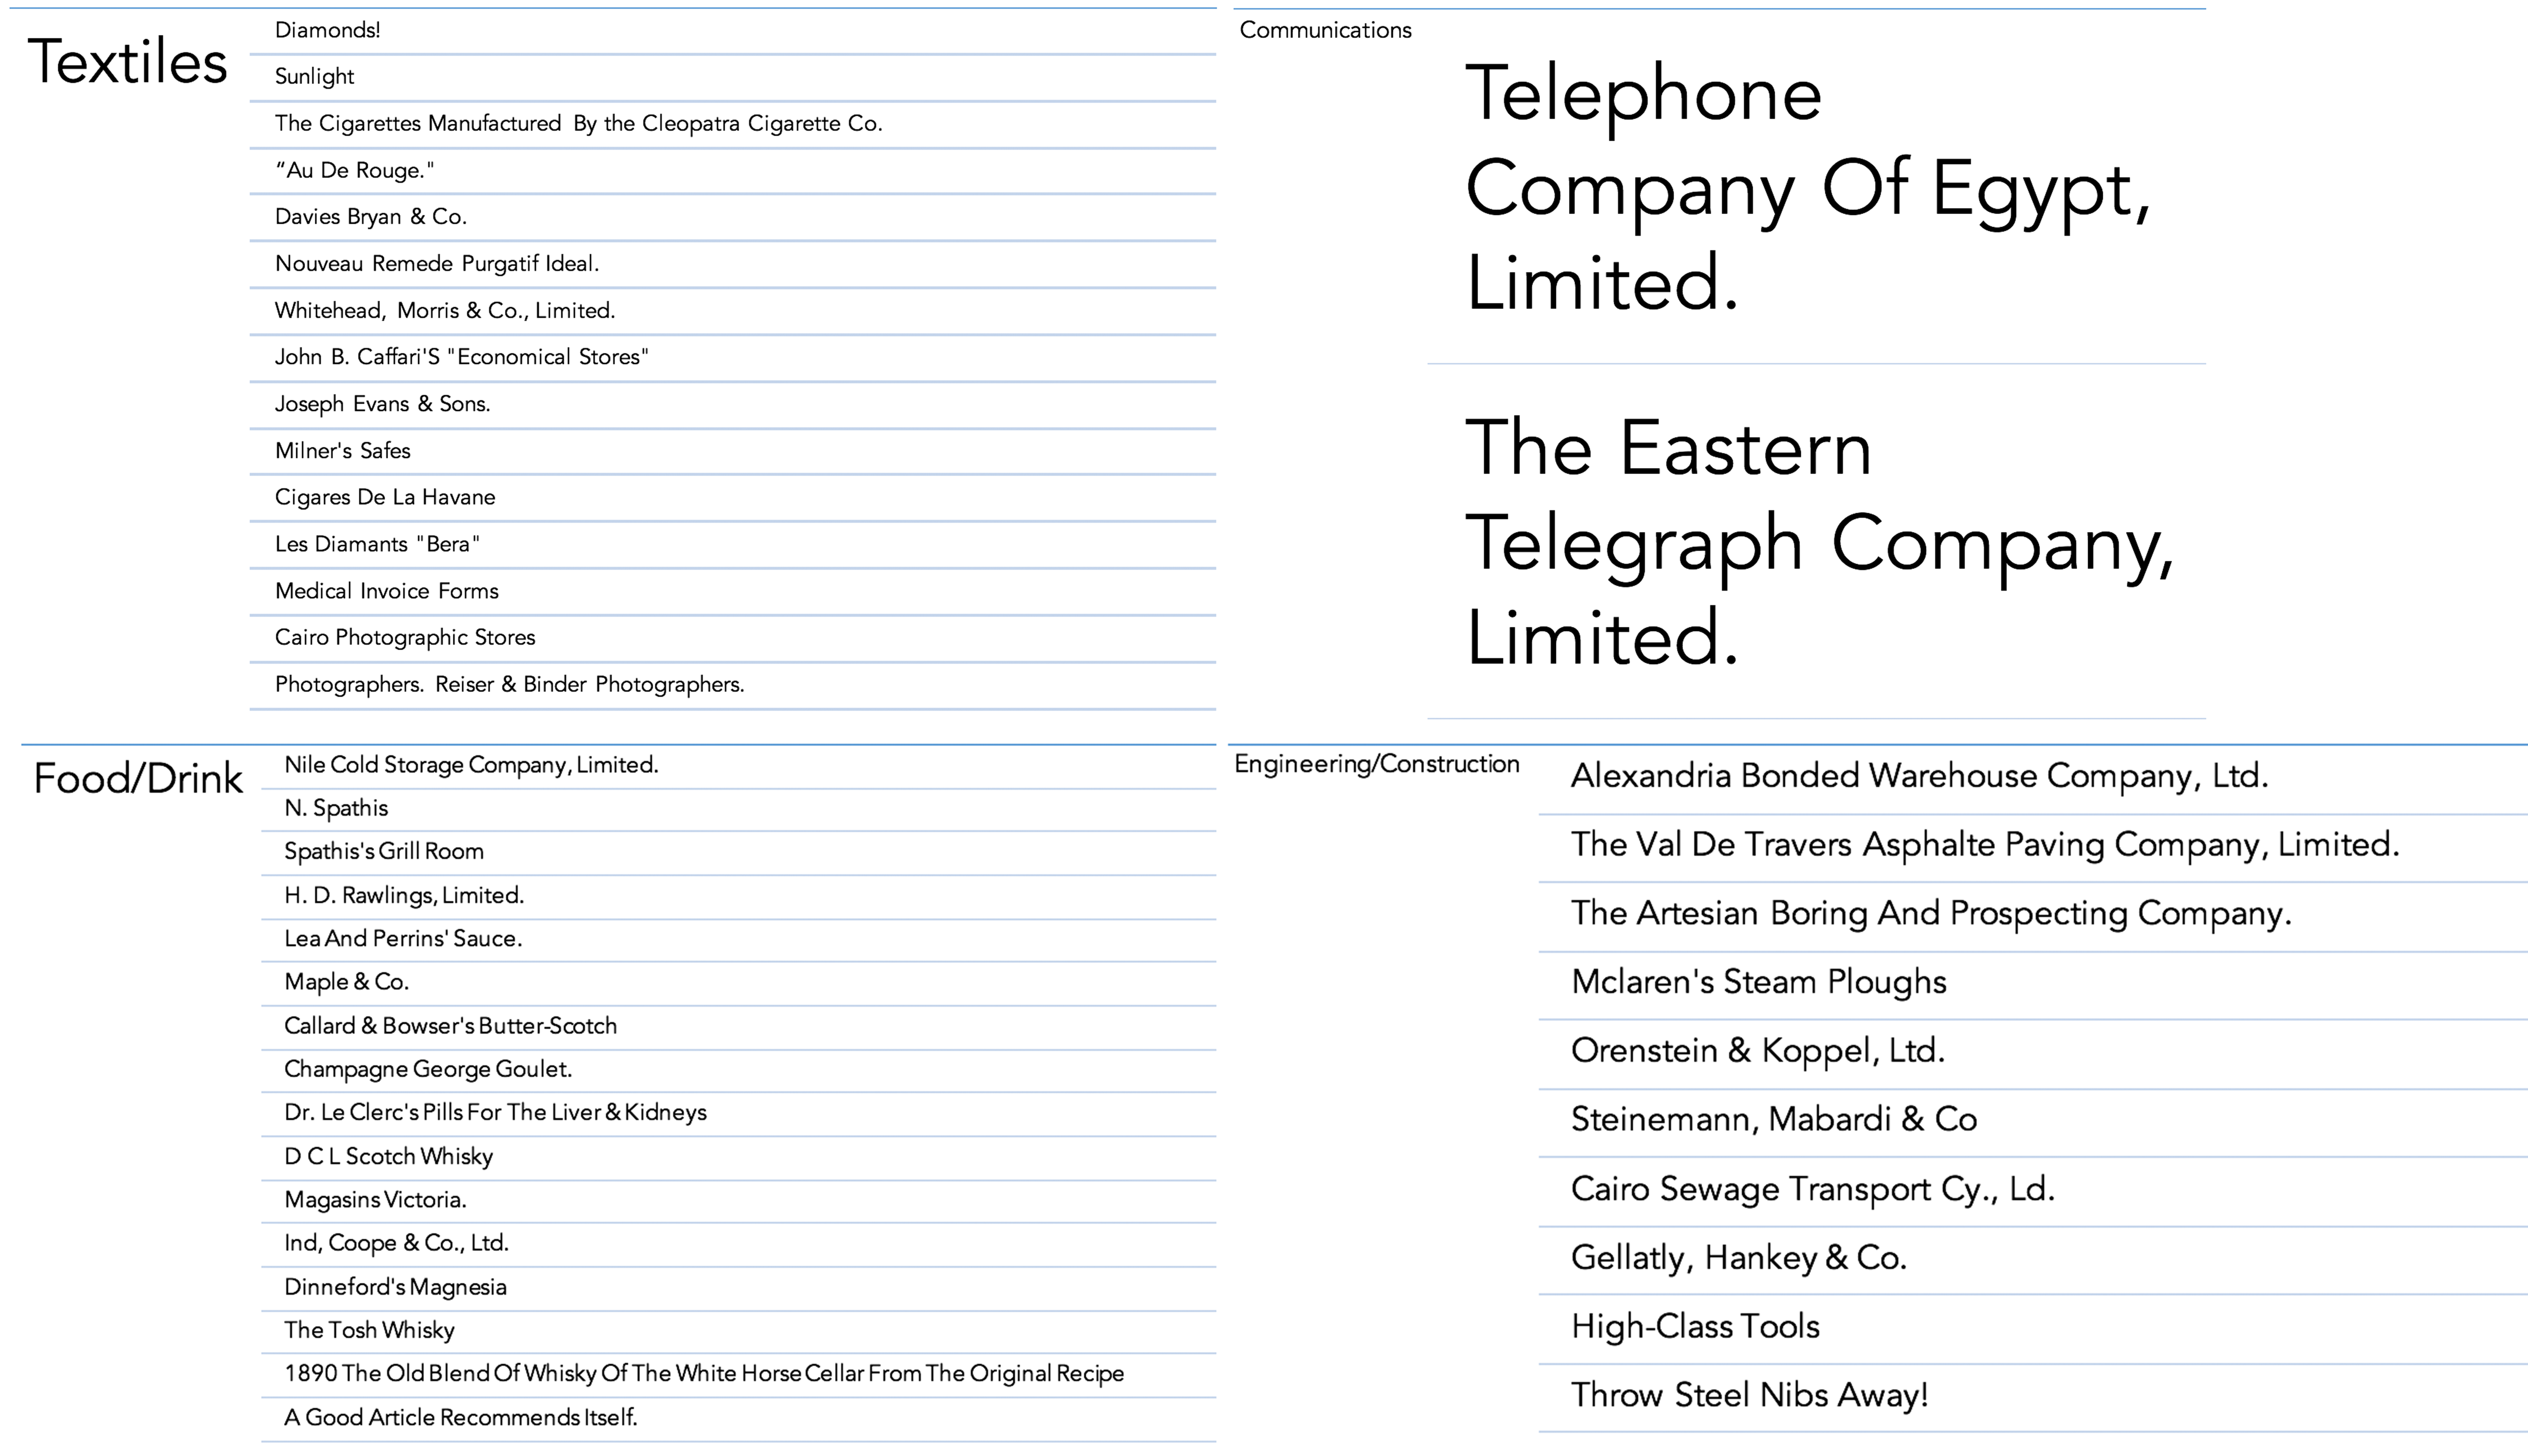 Textiles
Diamonds!
Sunlight
The Cigarettes Manufactured By the Cleopatra Cigarette Co.
“Au De Rouge."
Davies Bryan & Co.
Nouveau Remede Purgatif Ideal.
Whitehead, Morris & Co., Limited.
John B. Caffari'S "Economical Stores"
Joseph Evans & Sons.
Milner's Safes
Cigares De La Havane
Les Diamants "Bera"
Medical Invoice Forms
Cairo Photographic Stores
Photographers. Reiser & Binder Photographers.
Communications
Telephone
Company Of Egypt,
Limited.
The Eastern
Telegraph Company,
Limited.
Food/Drink
Nile Cold Storage Company, Limited.
N. Spathis
Spathis's Grill Room
H. D. Rawlings, Limited.
Lea And Perrins' Sauce.
Maple & Co.
Callard & Bowser's Butter-Scotch
Champagne George Goulet.
Dr. Le Clerc's Pills For The Liver & Kidneys
D C L Scotch Whisky
Magasins Victoria.
Ind, Coope & Co., Ltd.
Dinneford's Magnesia
The Tosh Whisky
1890 The Old Blend Of Whisky Of The White Horse Cellar From The Original Recipe
A Good Article Recommends Itself.
Engineering/Construction
Alexandria Bonded Warehouse Company, Ltd.
The Val De Travers Asphalte Paving Company, Limited.
The Artesian Boring And Prospecting Company.
Mclaren's Steam Ploughs
Orenstein & Koppel, Ltd.
Steinemann, Mabardi & Co
Cairo Sewage Transport Cy., Ld.
Gellatly, Hankey & Co.
High-Class Tools
Throw Steel Nibs Away!